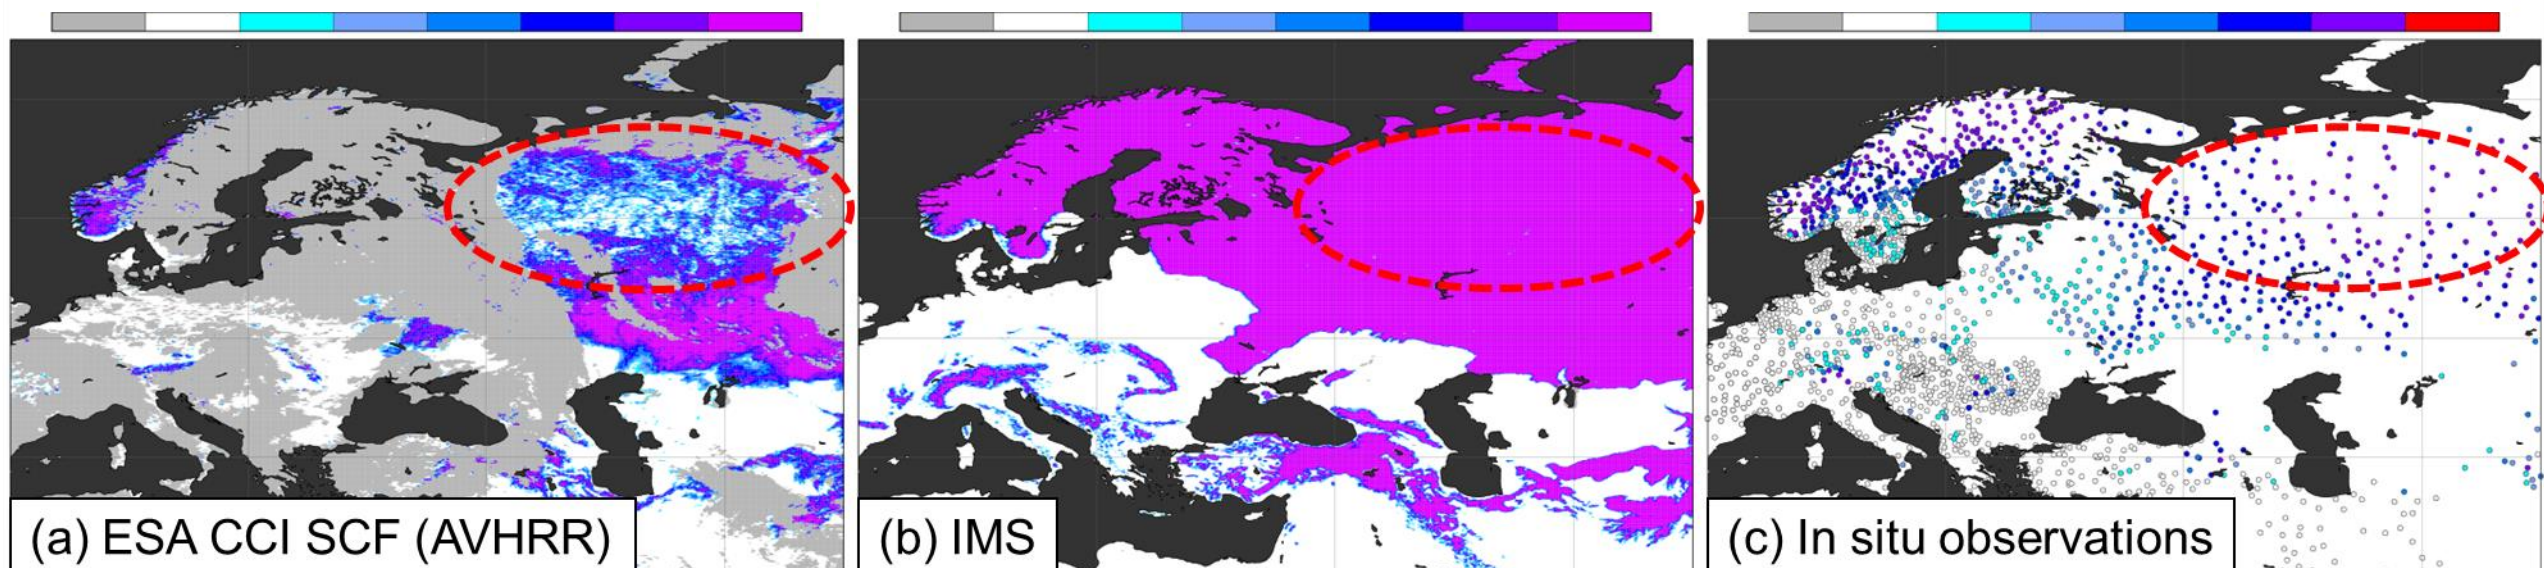 (a) ESA CCI SCF (AVHRR)
(b) IMS
(c) In situ observations